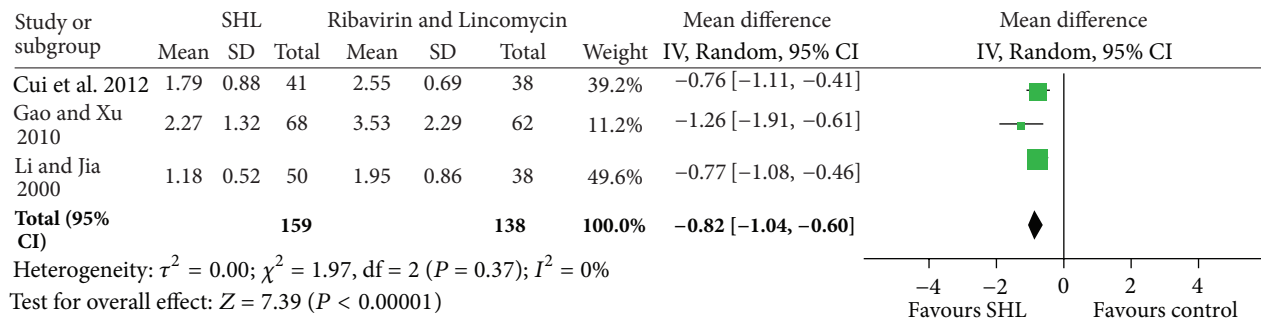 Study or subgroup SHL Ribavirin and Lincomycin Mean difference Mean difference
Mean SD Total Mean SD Total Weight IV, Random, 95% CI IV, Random, 95% CI
Cui et al. 2012 1.79 0.88 41 2.55 0.69 38 39.2% −0.76 [−1.11, −0.41]
Gao and Xu 2010 2.27 1.32 68 3.53 2.29 62 11.2% −1.26 [−1.91, −0.61]
Li and Jia 2000 1.18 0.52 50 1.95 0.86 38 49.6% −0.77 [−1.08, −0.46]
Total (95% CI) 159 138 100.0% −0.82 [−1.04, −0.60]
Heterogeneity: τ² = 0.00; χ² = 1.97, df = 2 (P = 0.37); I² = 0%
Test for overall effect: Z = 7.39 (P < 0.00001)
−4 −2 0 2 4
Favours SHL Favours control